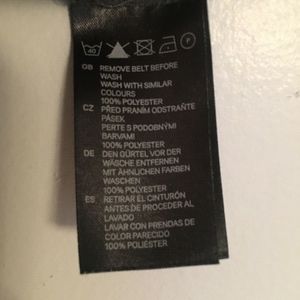 40 P
GB REMOVE BELT BEFORE
WASH
WASH WITH SIMILAR
COLOURS
100% POLYESTER
CZ PŘED PRANÍM ODSTRAŇTE
PÁSEK
PERTE S PODOBNÝMI
BARVAMI
100% POLYESTER
DE DEN GÜRTEL VOR DER
WÄSCHE ENTFERNEN
MIT ÄHNLICHEN FARBEN
WASCHEN
100% POLYESTER
ES RETIRAR EL CINTURÓN
ANTES DE PROCEDER AL
LAVADO
LAVAR CON PRENDAS DE
COLOR PARECIDO
100% POLIÉSTER